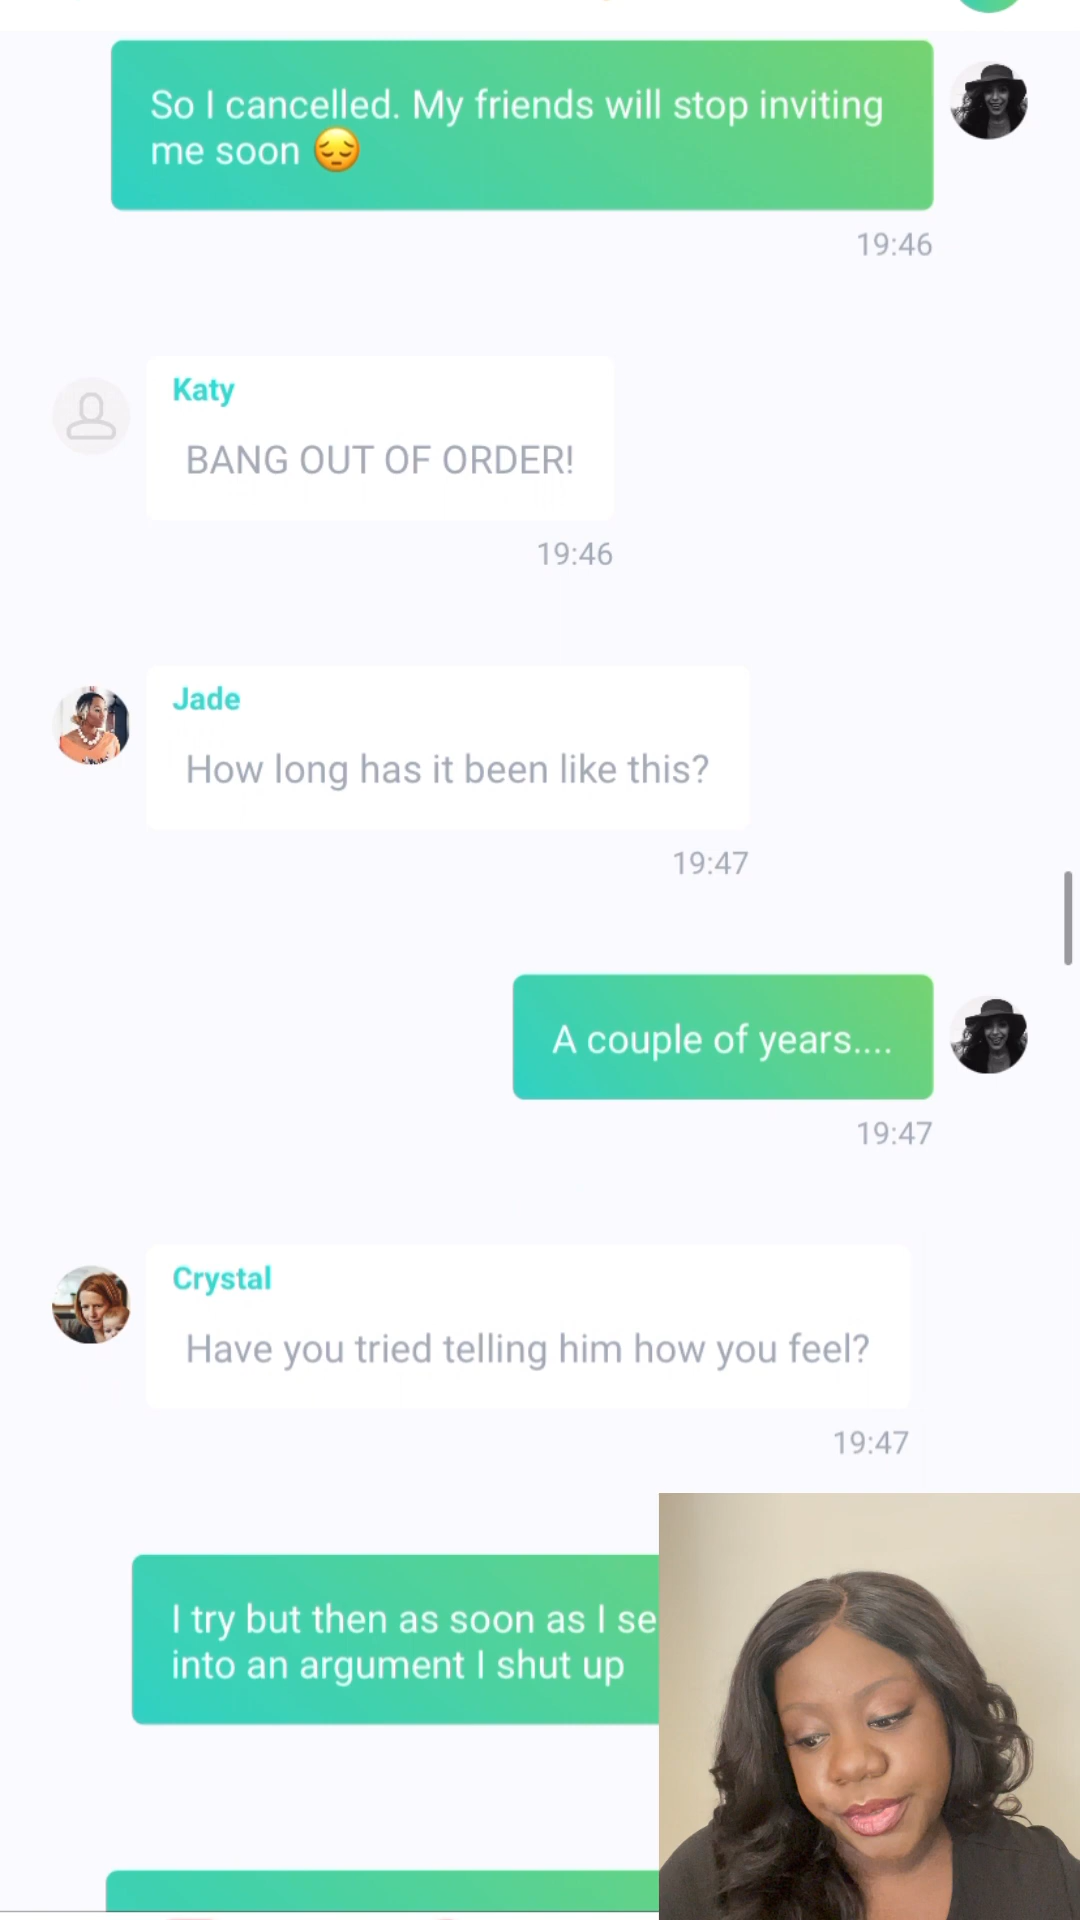 So I cancelled. My friends will stop inviting
me soon 😔
19:46
Katy
BANG OUT OF ORDER!
19:46
Jade
How long has it been like this?
19:47
A couple of years....
19:47
Crystal
Have you tried telling him how you feel?
19:47
I try but then as soon as I
into an argument I shut up